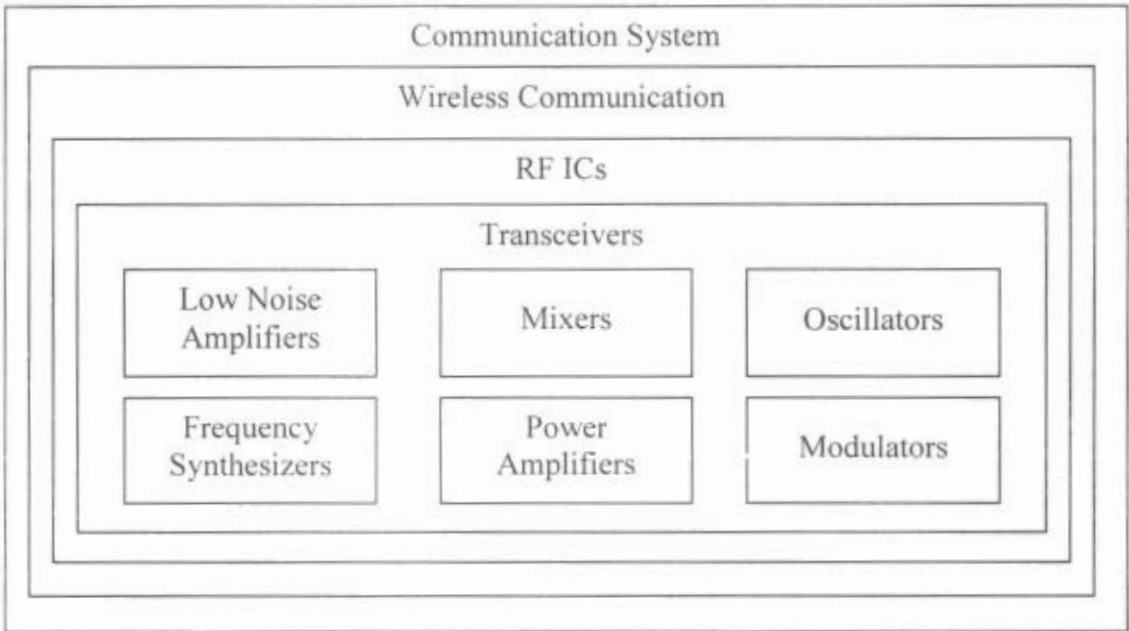 Communication System
Wireless Communication
RF ICs
Transceivers
Low Noise
Amplifiers
Mixers
Oscillators
Frequency
Synthesizers
Power
Amplifiers
Modulators